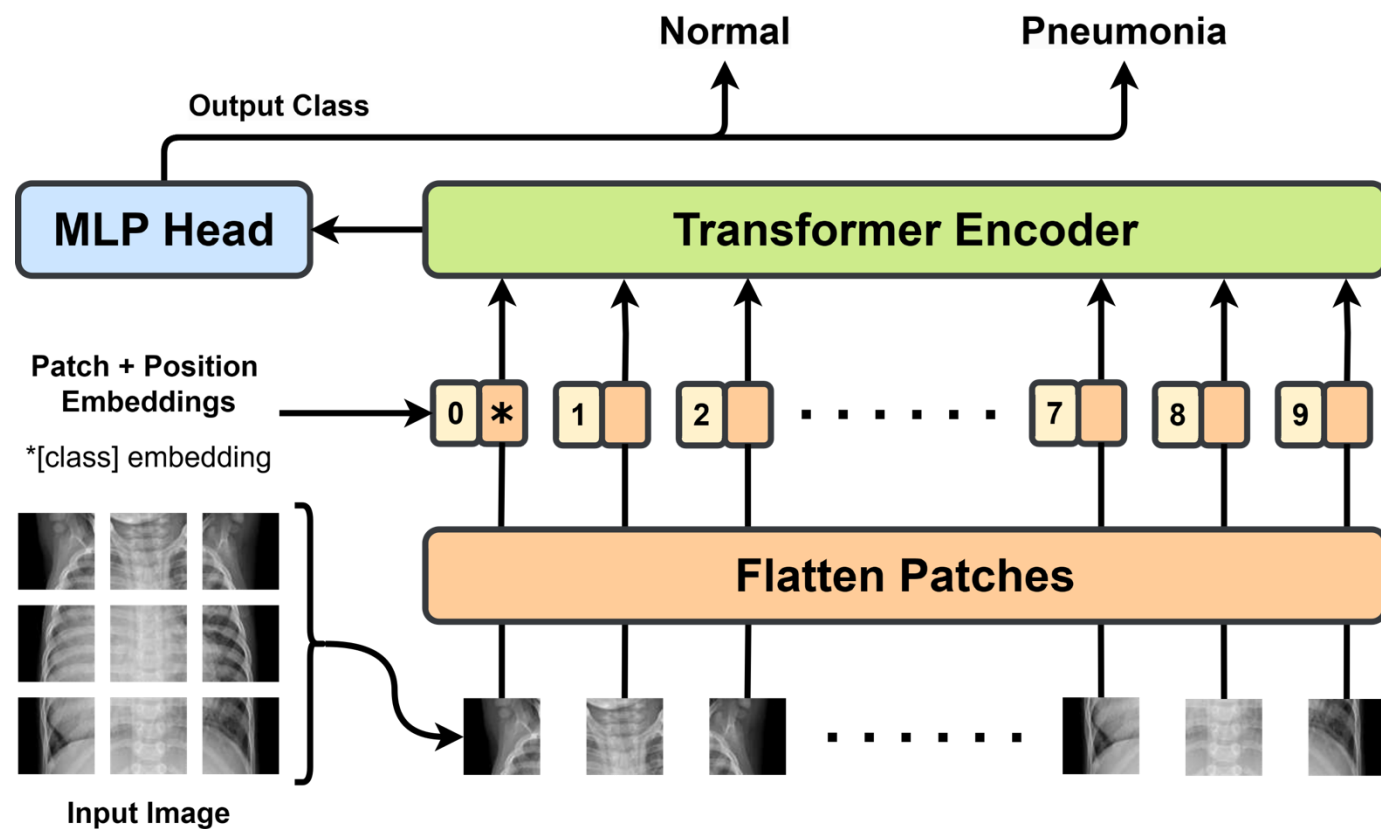 Normal
Pneumonia
Output Class
MLP Head
Transformer Encoder
Patch + Position
Embeddings
*[class] embedding
0 * 1 2 . . . . . . 7 8 9
Flatten Patches
. . . . . .
Input Image